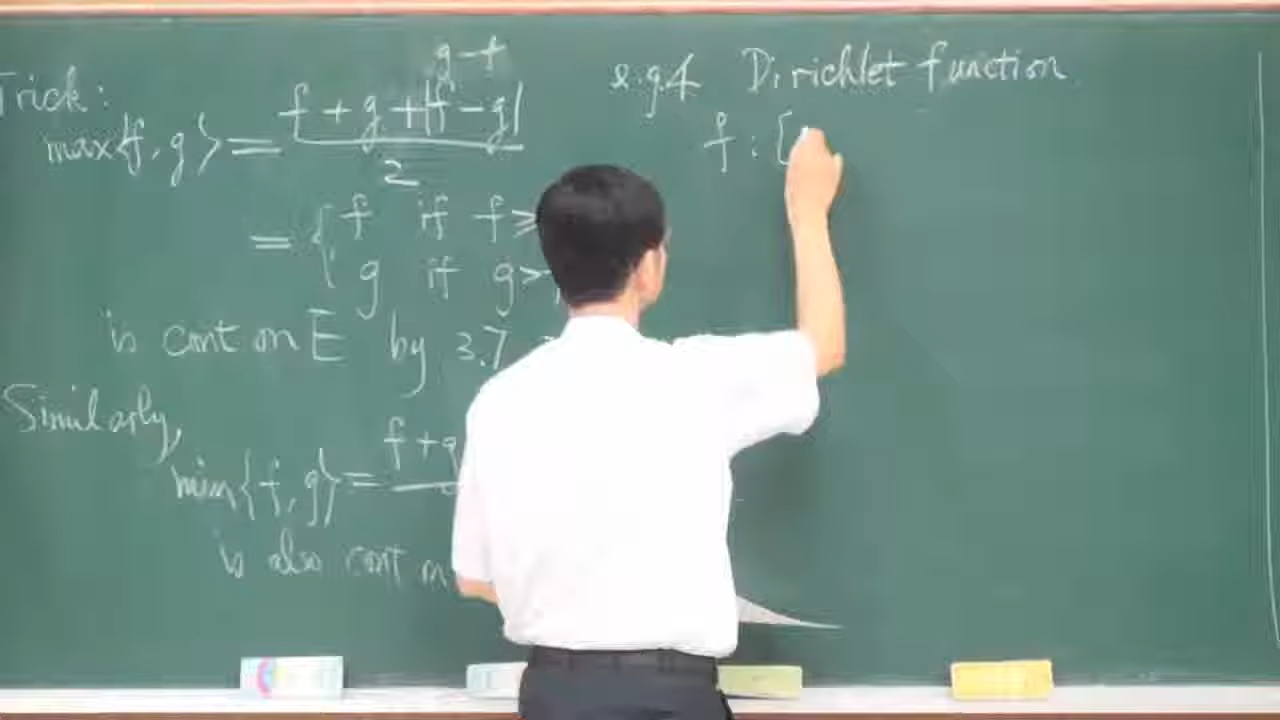 Trick:
g-f
max{f,g} = f+g+|f-g| / 2
= { f if f≥
g if g>
is cont on E by 3.7
Similarly,
min{f,g} = f+g
is also cont on
e.g.4 Dirichlet function
f : [